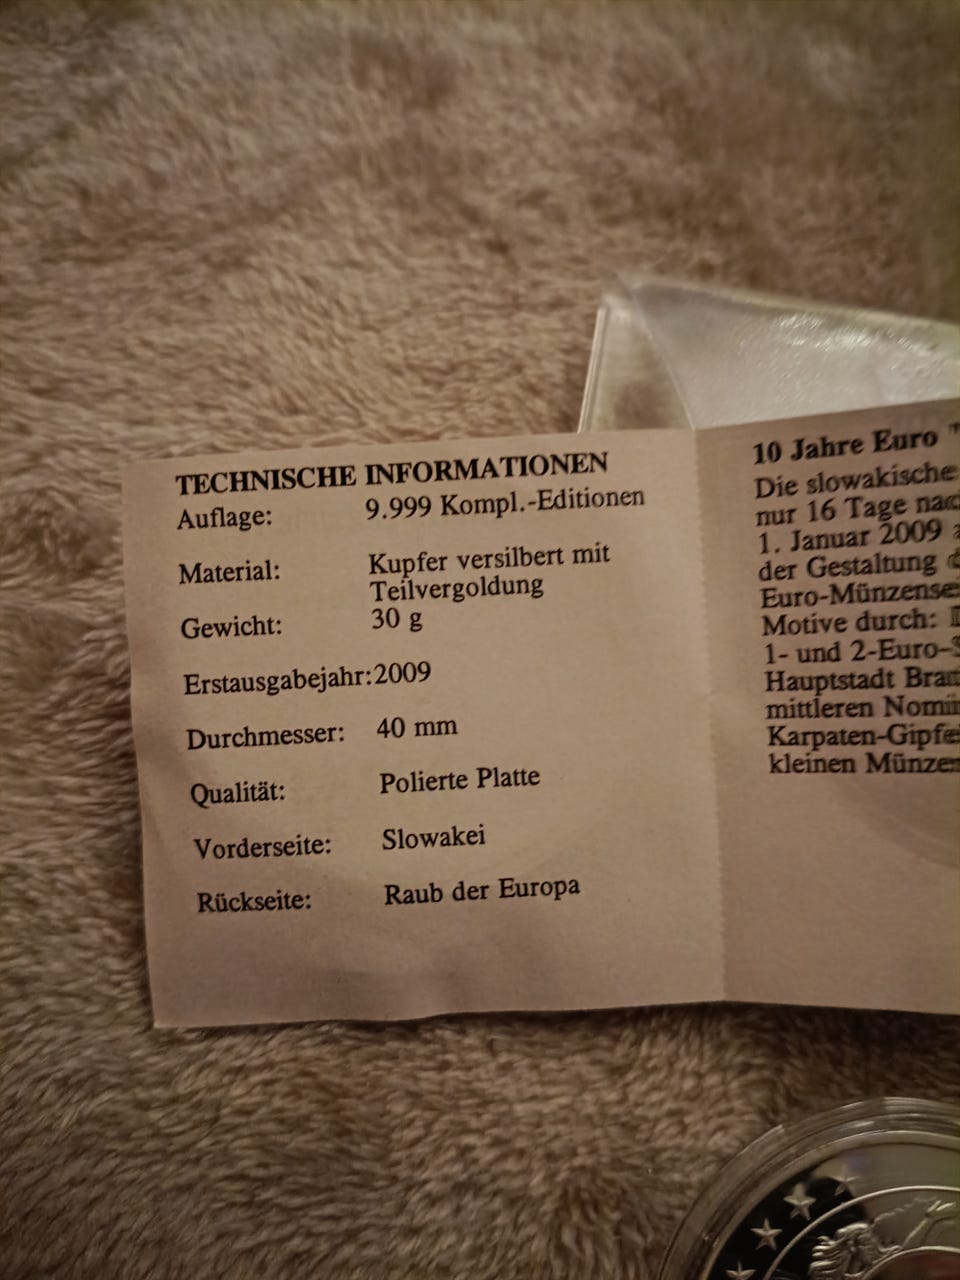 TECHNISCHE INFORMATIONEN
Auflage: 9.999 Kompl.-Editionen
Material: Kupfer versilbert mit
Teilvergoldung
Gewicht: 30 g
Erstausgabejahr: 2009
Durchmesser: 40 mm
Qualität: Polierte Platte
Vorderseite: Slowakei
Rückseite: Raub der Europa
10 Jahre Euro "
Die slowakische
nur 16 Tage
1. Januar 2009
der Gestaltung
Motive durch:
1- und 2-Euro-
Hauptstadt
mittleren
kleinen